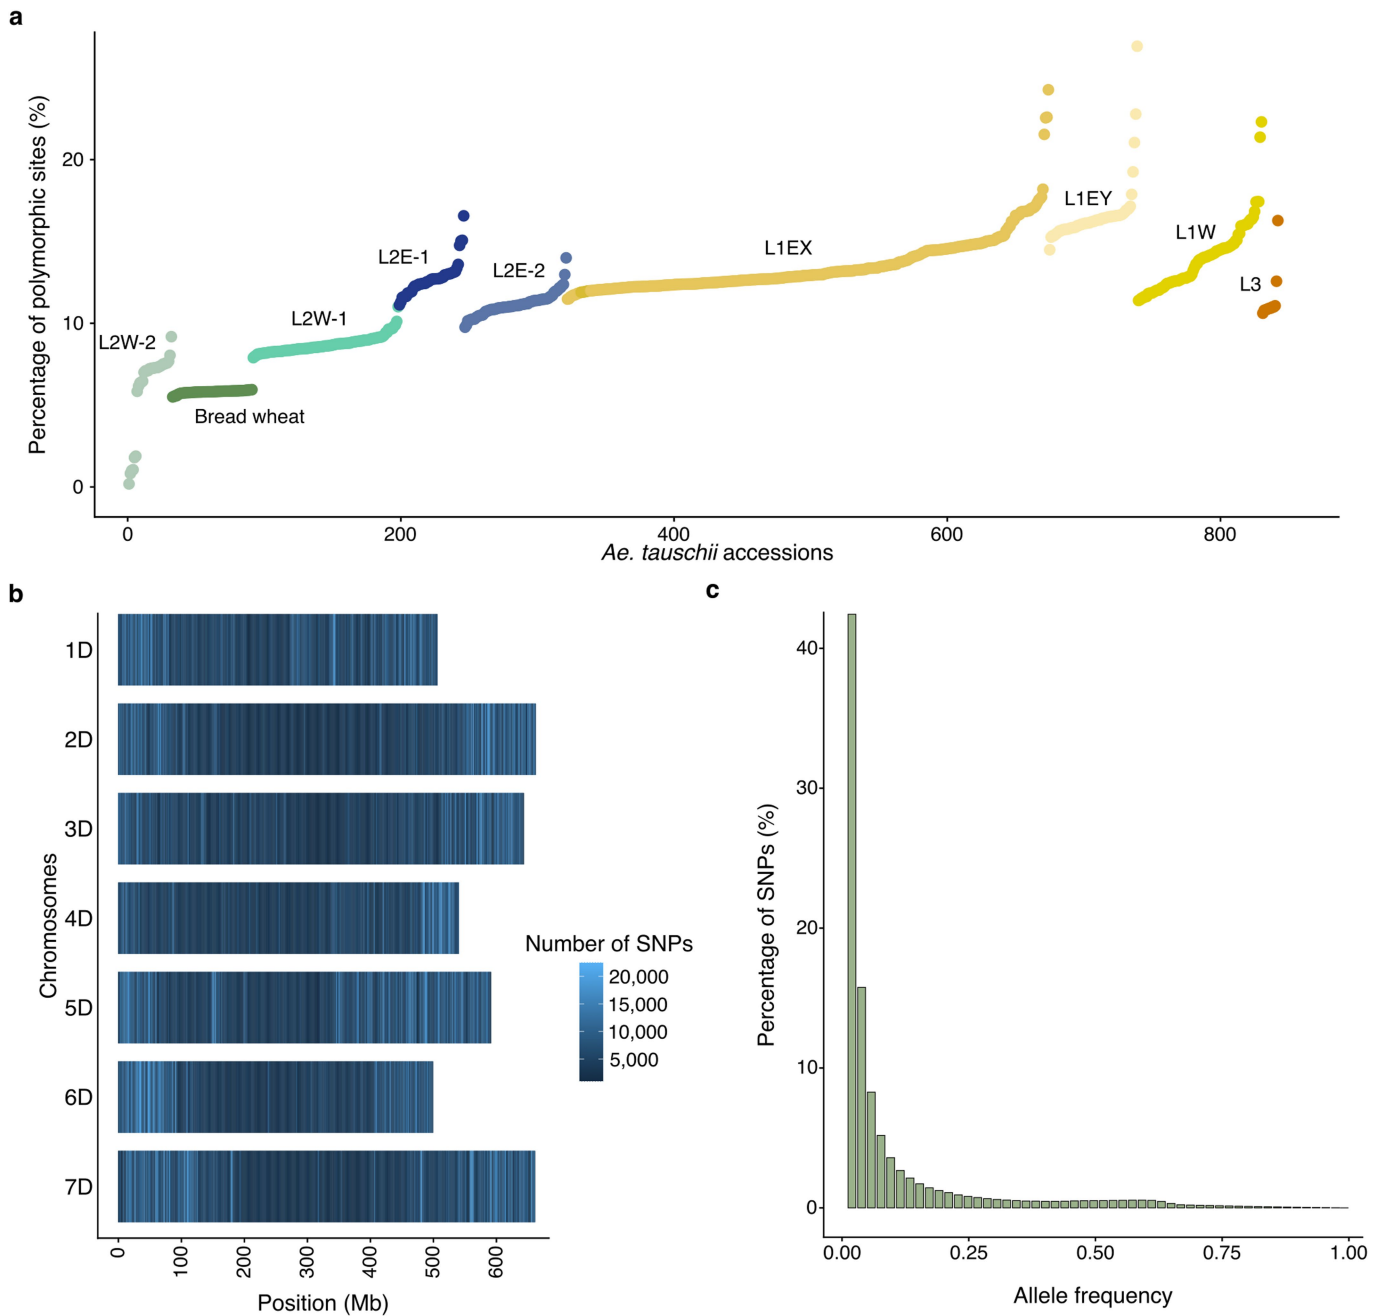 a
Percentage of polymorphic sites (%)
20
10
0
L2W-2
Bread wheat
L2W-1
L2E-1
L2E-2
L1EX
L1EY
L1W
L3
0
200
400
600
800
Ae. tauschii accessions
b
Chromosomes
1D
2D
3D
4D
5D
6D
7D
0
100
200
300
400
500
600
Position (Mb)
Number of SNPs
20,000
15,000
10,000
5,000
c
Percentage of SNPs (%)
40
30
20
10
0
0.00
0.25
0.50
0.75
1.00
Allele frequency